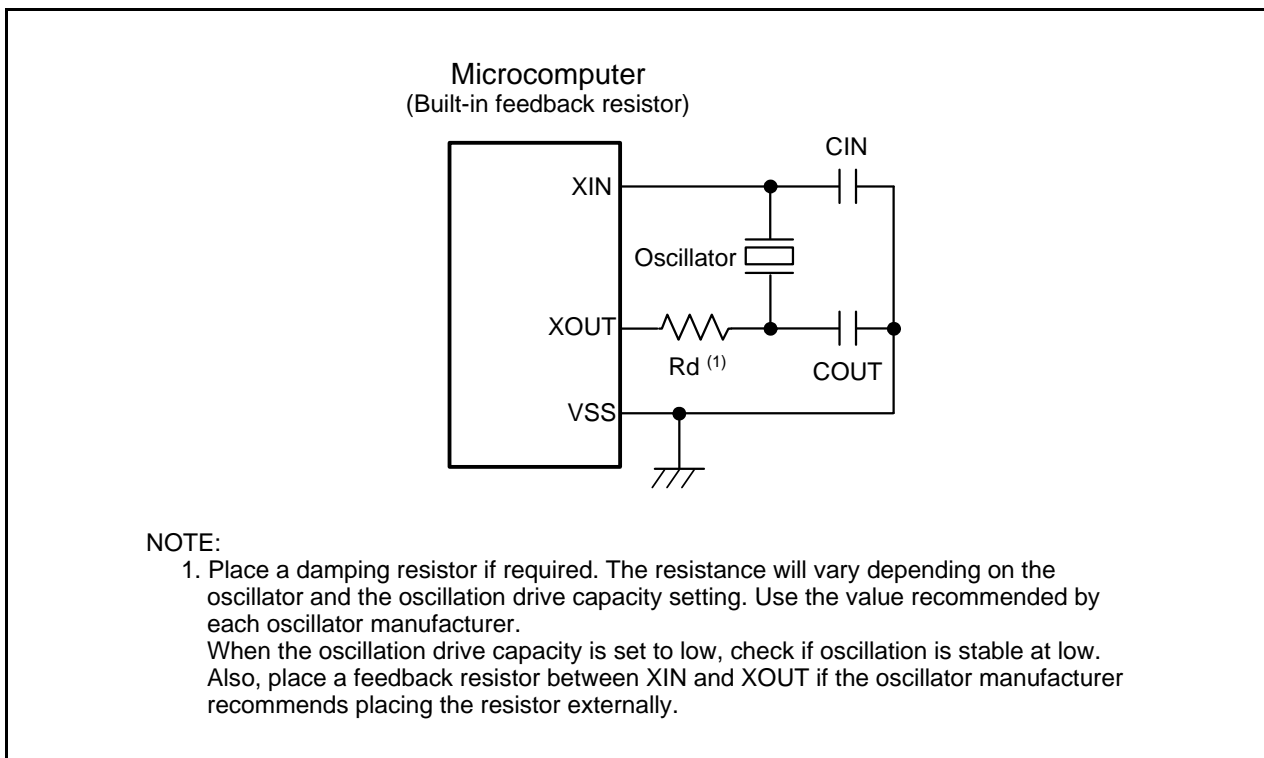 Microcomputer
(Built-in feedback resistor)
CIN
XIN
Oscillator
XOUT
Rd (1)
COUT
VSS
NOTE:
1. Place a damping resistor if required. The resistance will vary depending on the
oscillator and the oscillation drive capacity setting. Use the value recommended by
each oscillator manufacturer.
When the oscillation drive capacity is set to low, check if oscillation is stable at low.
Also, place a feedback resistor between XIN and XOUT if the oscillator manufacturer
recommends placing the resistor externally.